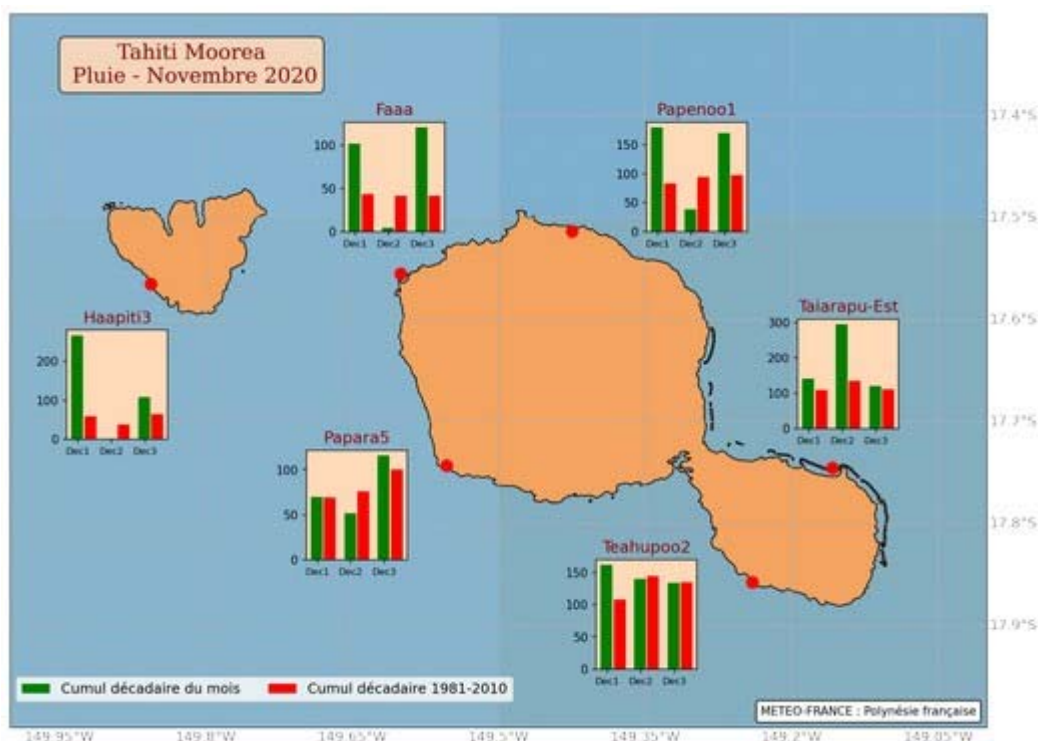 Tahiti Moorea
Pluie - Novembre 2020
Faaa
100
50
0
Dec1 Dec2 Dec3
Papenoo1
150
100
50
0
Dec1 Dec2 Dec3
17.4°S
17.5°S
Haapiti3
200
100
0
Dec1 Dec2 Dec3
Taiarapu-Est
300
200
100
0
Dec1 Dec2 Dec3
17.6°S
17.7°S
Papara5
100
50
0
Dec1 Dec2 Dec3
17.8°S
Teahupoo2
150
100
50
0
Dec1 Dec2 Dec3
17.9°S
Cumul décadaire du mois Cumul décadaire 1981-2010
METEO-FRANCE : Polynésie française
149.95°W 149.8°W 149.65°W 149.5°W 149.35°W 149.2°W 149.05°W